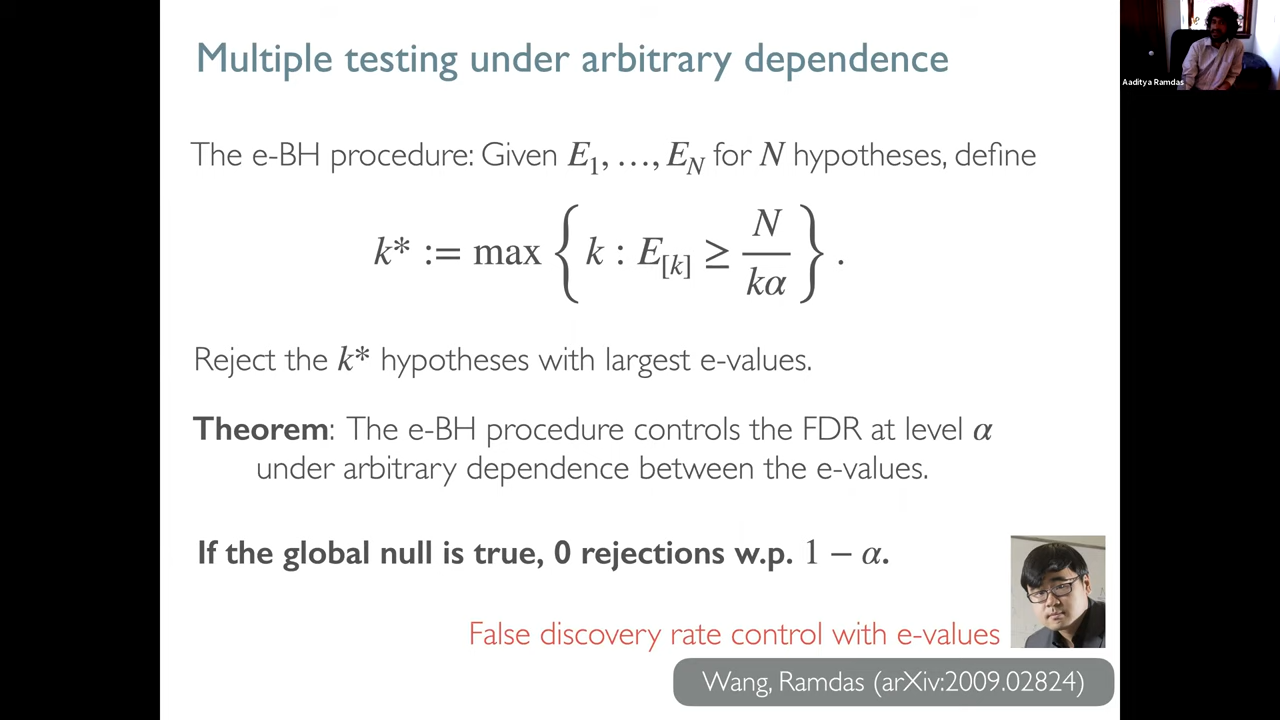 Multiple testing under arbitrary dependence
Aaditya Ramdas
The e-BH procedure: Given E_1, …, E_N for N hypotheses, define
k* := max { k : E_[k] ≥ N/(kα) } .
Reject the k* hypotheses with largest e-values.
Theorem: The e-BH procedure controls the FDR at level α
under arbitrary dependence between the e-values.
If the global null is true, 0 rejections w.p. 1 − α.
False discovery rate control with e-values
Wang, Ramdas (arXiv:2009.02824)